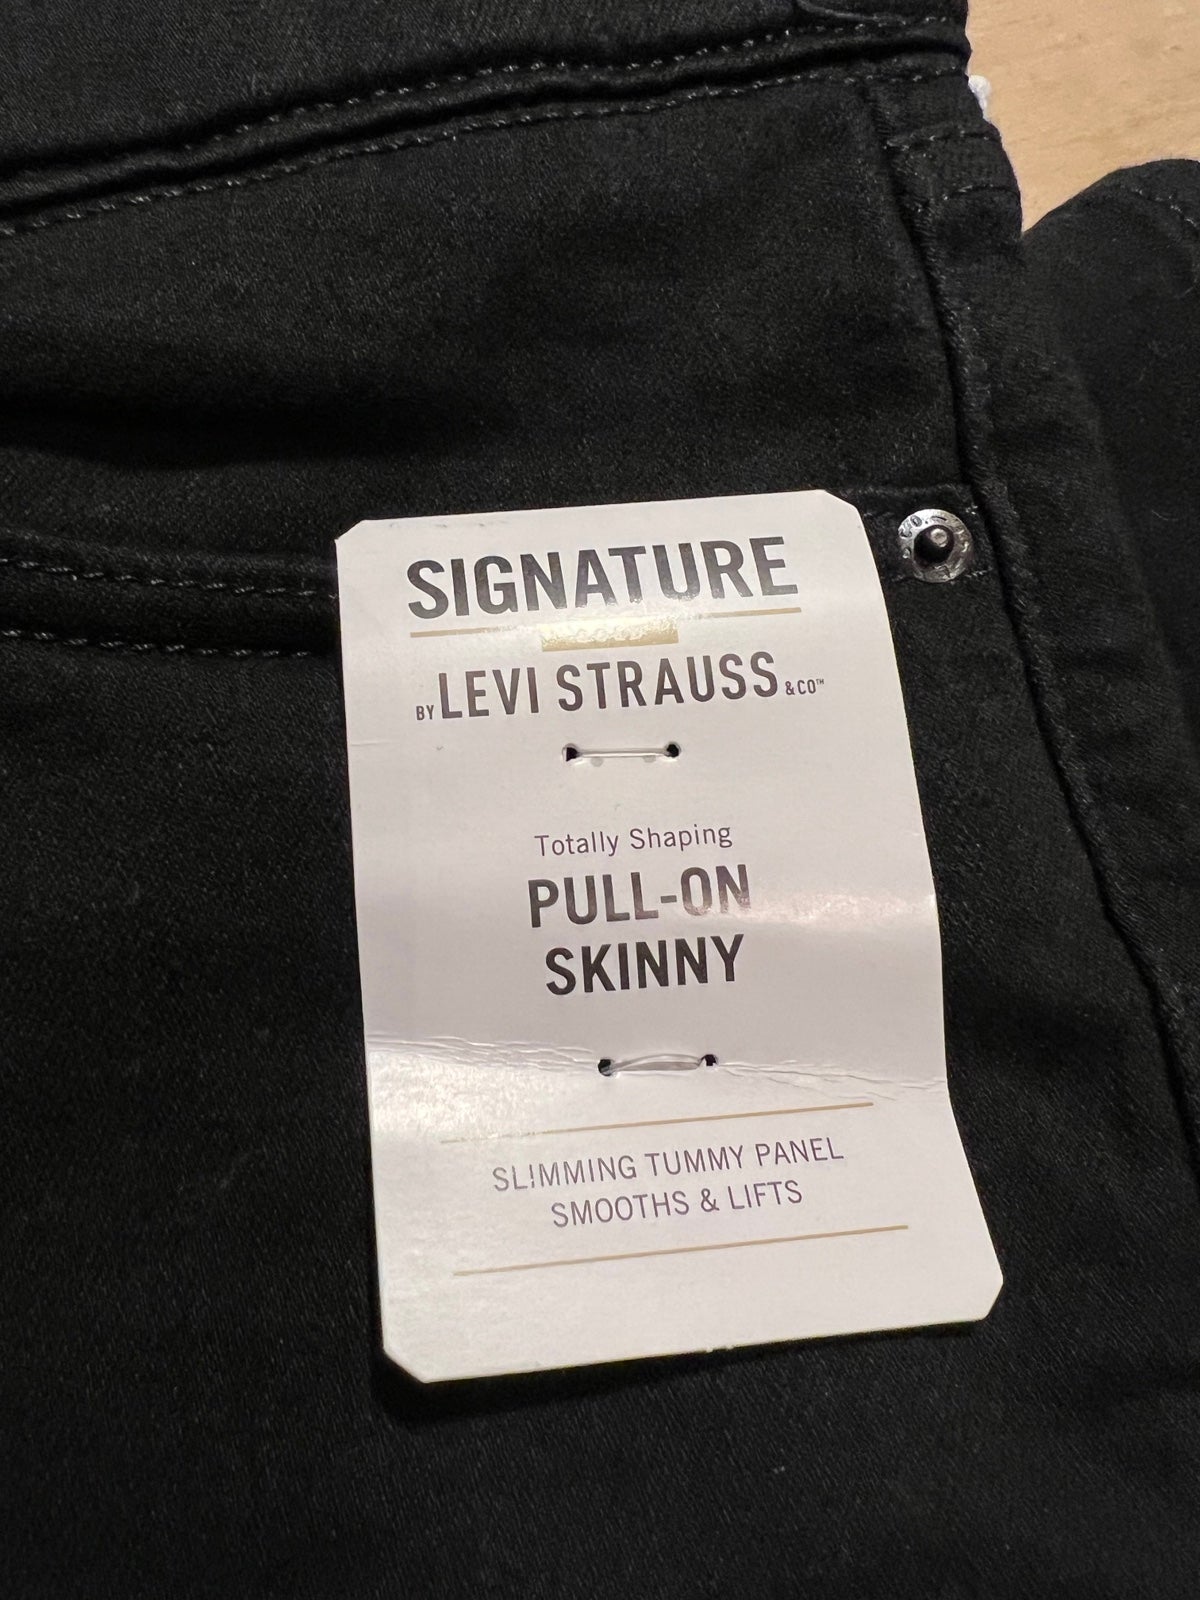 SIGNATURE
BY LEVI STRAUSS & CO™
Totally Shaping
PULL-ON
SKINNY
SLIMMING TUMMY PANEL
SMOOTHS & LIFTS